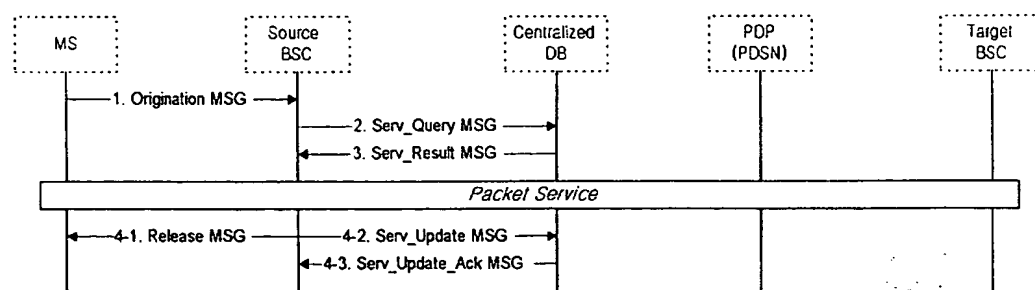 MS
Source
BSC
Centralized
DB
PDP
(PDSN)
Target
BSC
1. Origination MSG
2. Serv_Query MSG
3. Serv_Result MSG
Packet Service
4-1. Release MSG
4-2. Serv_Update MSG
4-3. Serv_Update_Ack MSG